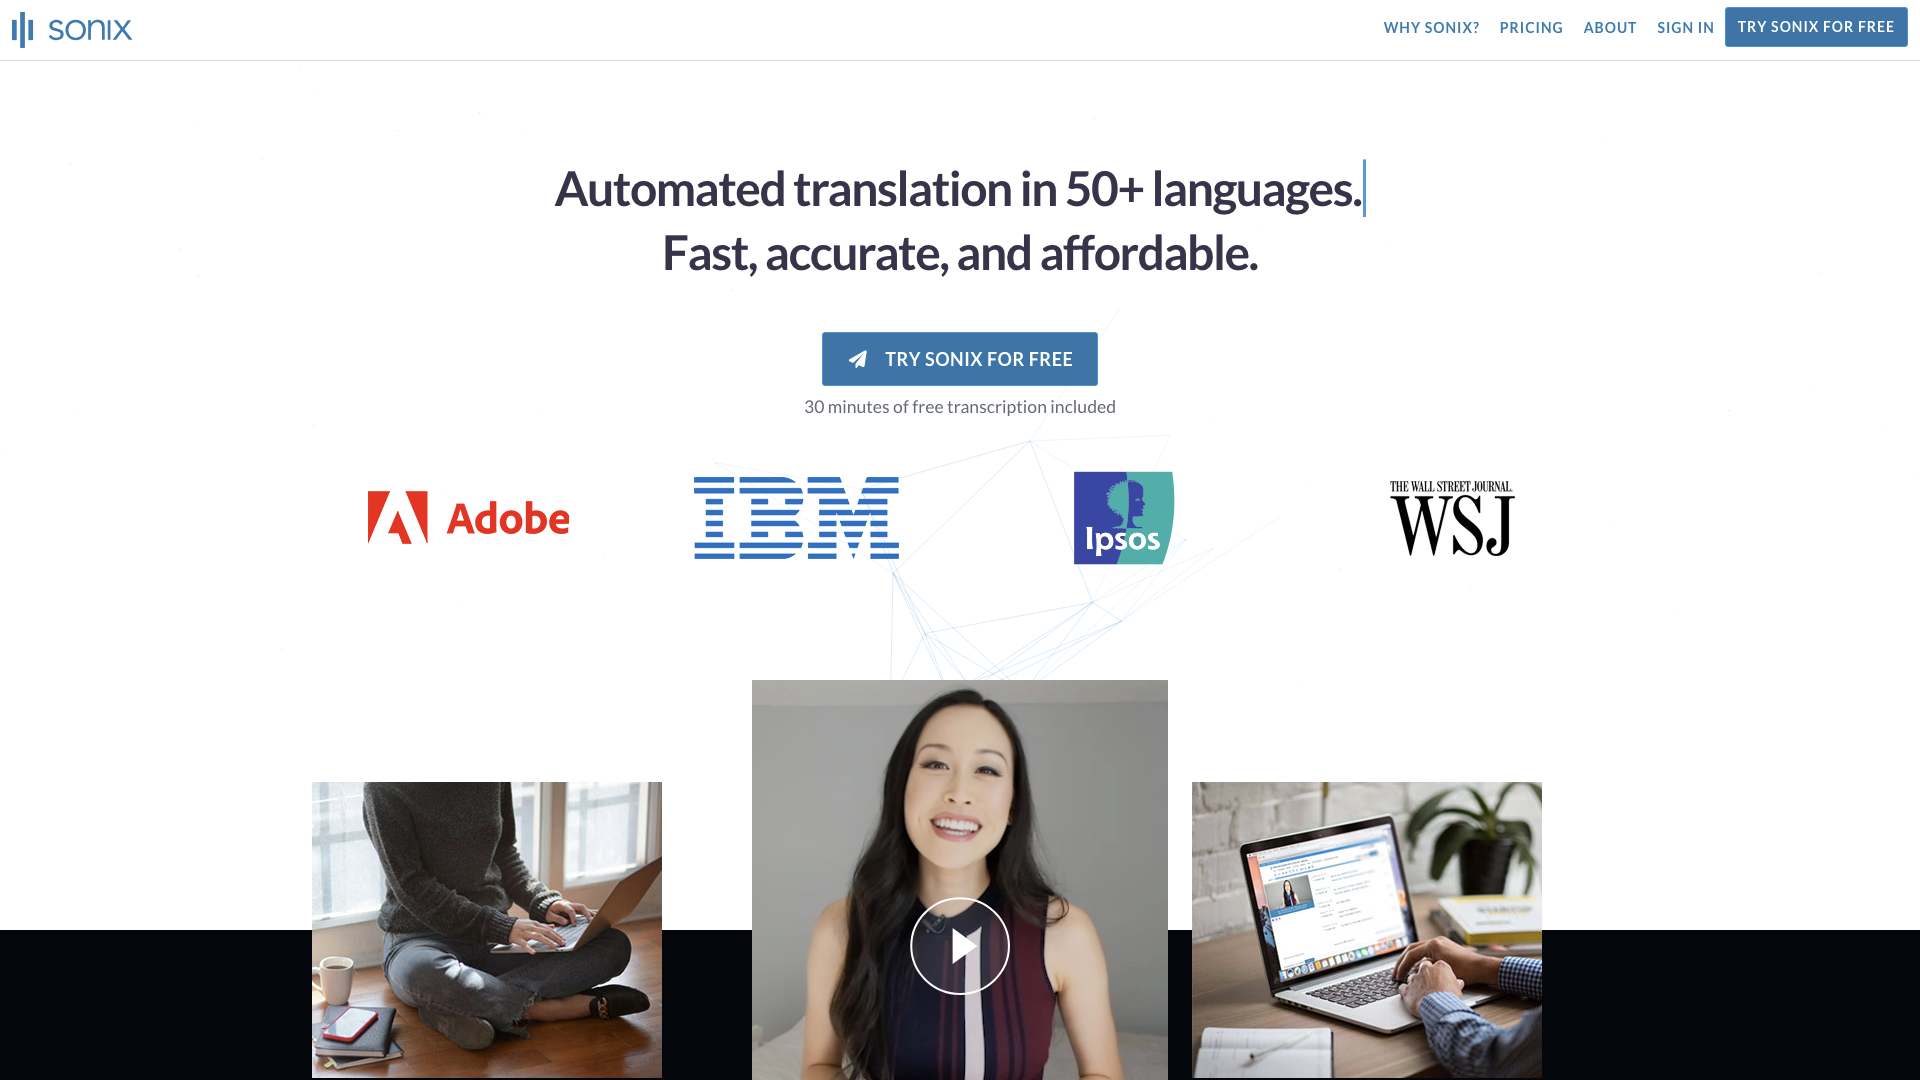 sonix
WHY SONIX?
PRICING
ABOUT
SIGN IN
TRY SONIX FOR FREE
Automated translation in 50+ languages.
Fast, accurate, and affordable.
TRY SONIX FOR FREE
30 minutes of free transcription included
Adobe
IBM
Ipsos
THE WALL STREET JOURNAL.
WSJ